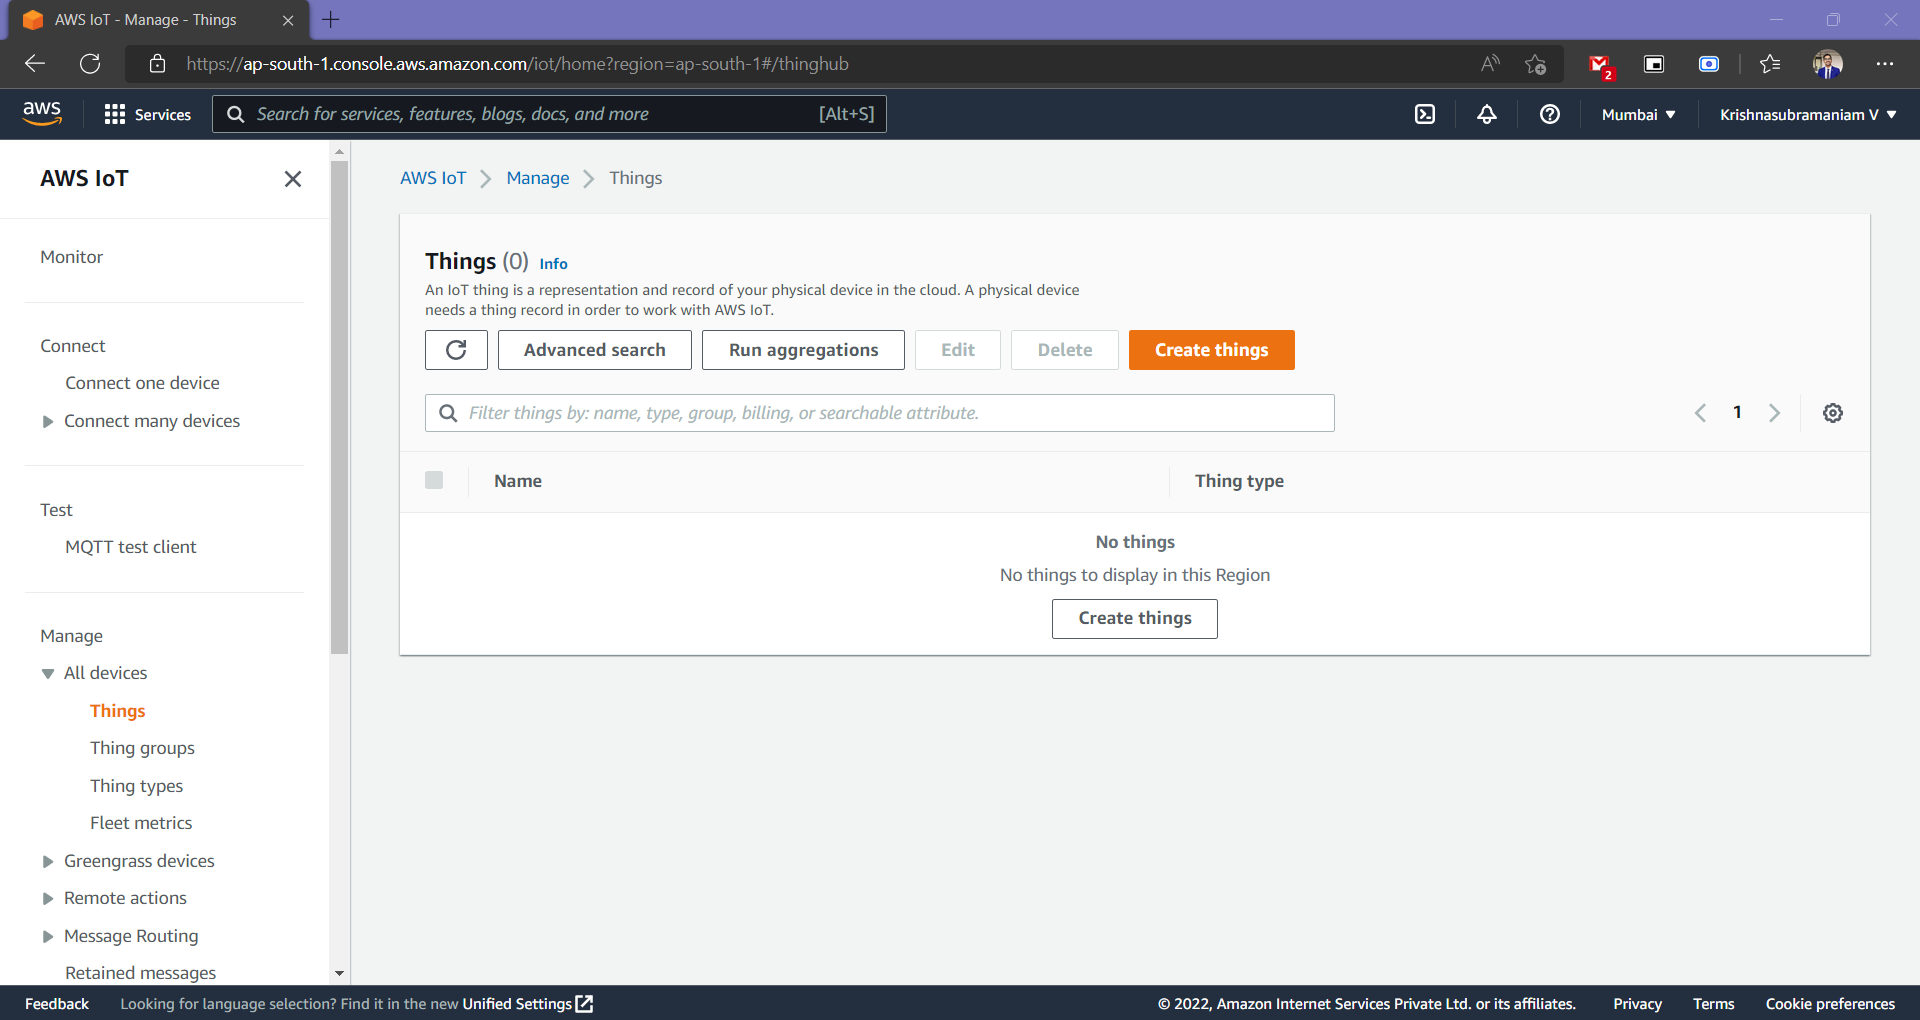 AWS IoT - Manage - Things
https://ap-south-1.console.aws.amazon.com/iot/home?region=ap-south-1#/thinghub
2
aws
Services
Search for services, features, blogs, docs, and more
[Alt+S]
Mumbai
Krishnasubramaniam V
AWS IoT
Monitor
Connect
Connect one device
Connect many devices
Test
MQTT test client
Manage
All devices
Things
Thing groups
Thing types
Fleet metrics
Greengrass devices
Remote actions
Message Routing
Retained messages
AWS IoT
Manage
Things
Things (0) Info
An IoT thing is a representation and record of your physical device in the cloud. A physical device
needs a thing record in order to work with AWS IoT.
Advanced search
Run aggregations
Edit
Delete
Create things
Filter things by: name, type, group, billing, or searchable attribute.
1
Name
Thing type
No things
No things to display in this Region
Create things
Feedback
Looking for language selection? Find it in the new Unified Settings
© 2022, Amazon Internet Services Private Ltd. or its affiliates.
Privacy
Terms
Cookie preferences